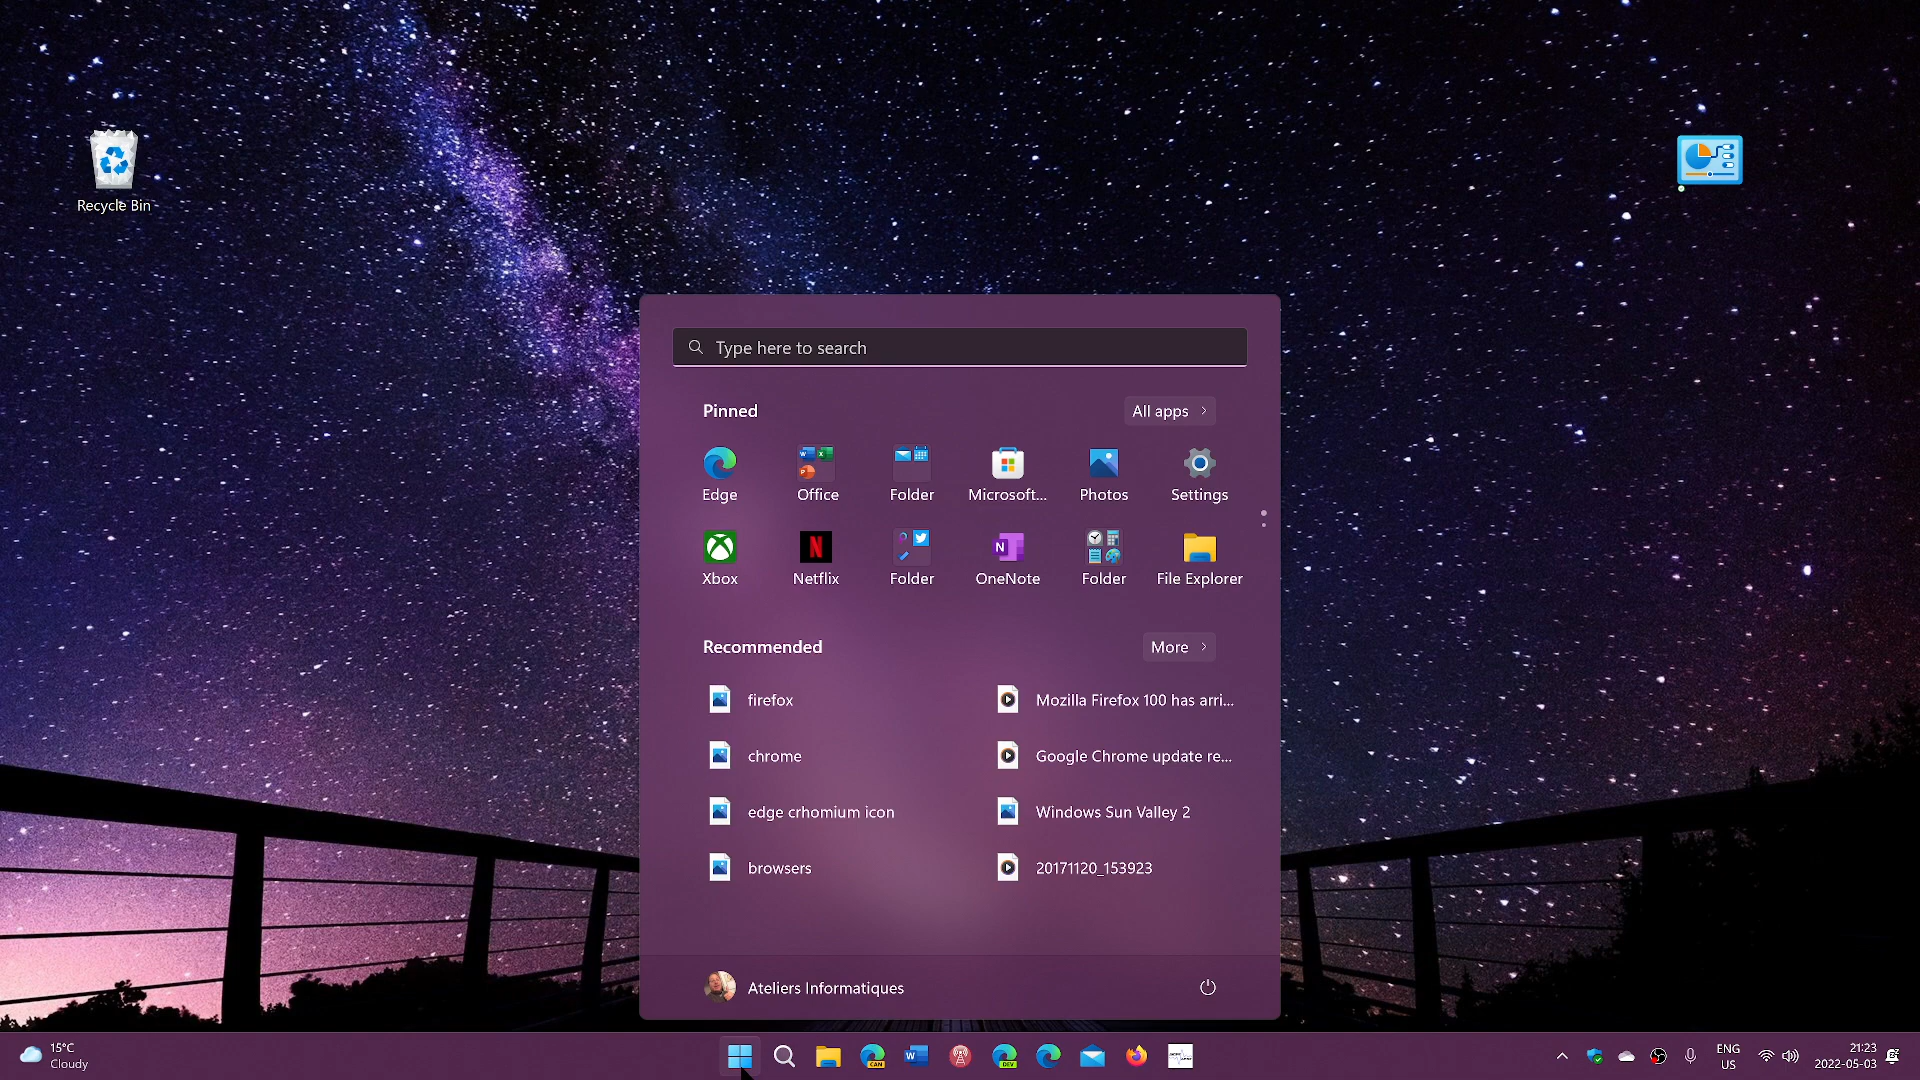 Recycle Bin
Type here to search
Pinned
All apps
Edge
Office
Folder
Microsoft...
Photos
Settings
Xbox
Netflix
Folder
OneNote
Folder
File Explorer
Recommended
More
firefox
Mozilla Firefox 100 has arri...
chrome
Google Chrome update re...
edge crhomium icon
Windows Sun Valley 2
browsers
20171120_153923
Ateliers Informatiques
15°C
Cloudy
CAN
DEV
ENG
US
21:23
2022-05-03